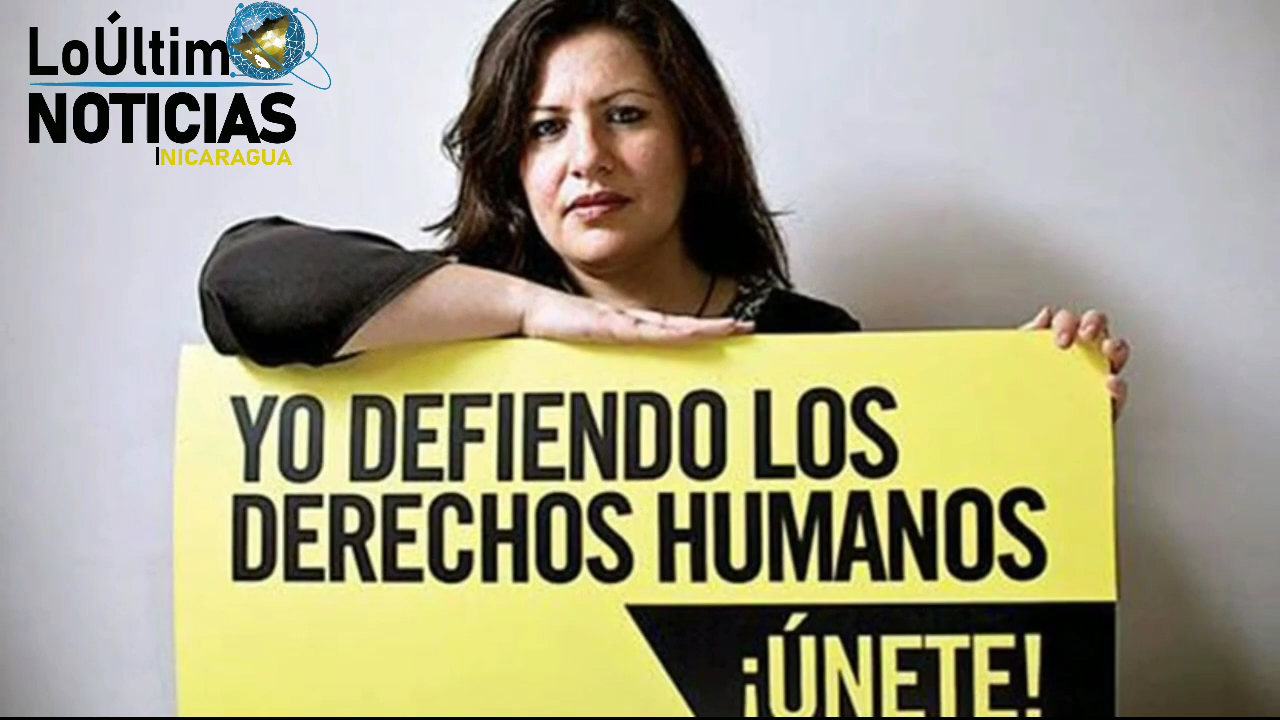 LoÚltimo
NOTICIAS
NICARAGUA
YO DEFIENDO LOS
DERECHOS HUMANOS
¡ÚNETE!